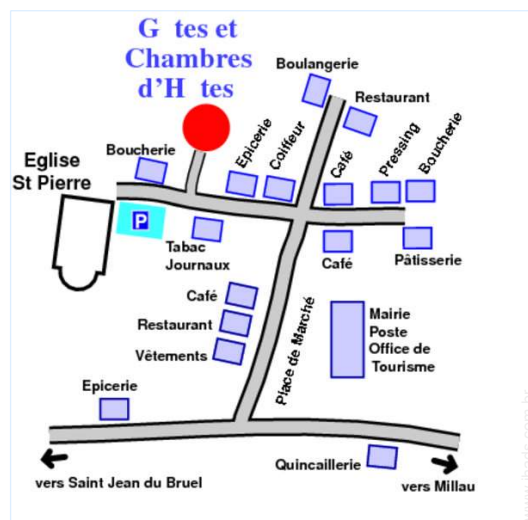 G tes et
Chambres
d'H tes
Boulangerie
Restaurant
Boucherie
Epicerie
Coiffeur
Café
Pressing
Boucherie
Eglise
St Pierre
P
Tabac
Journaux
Café
Pâtisserie
Café
Restaurant
Vêtements
Place de Marché
Mairie
Poste
Office de
Tourisme
Epicerie
Quincaillerie
vers Saint Jean du Bruel
vers Millau